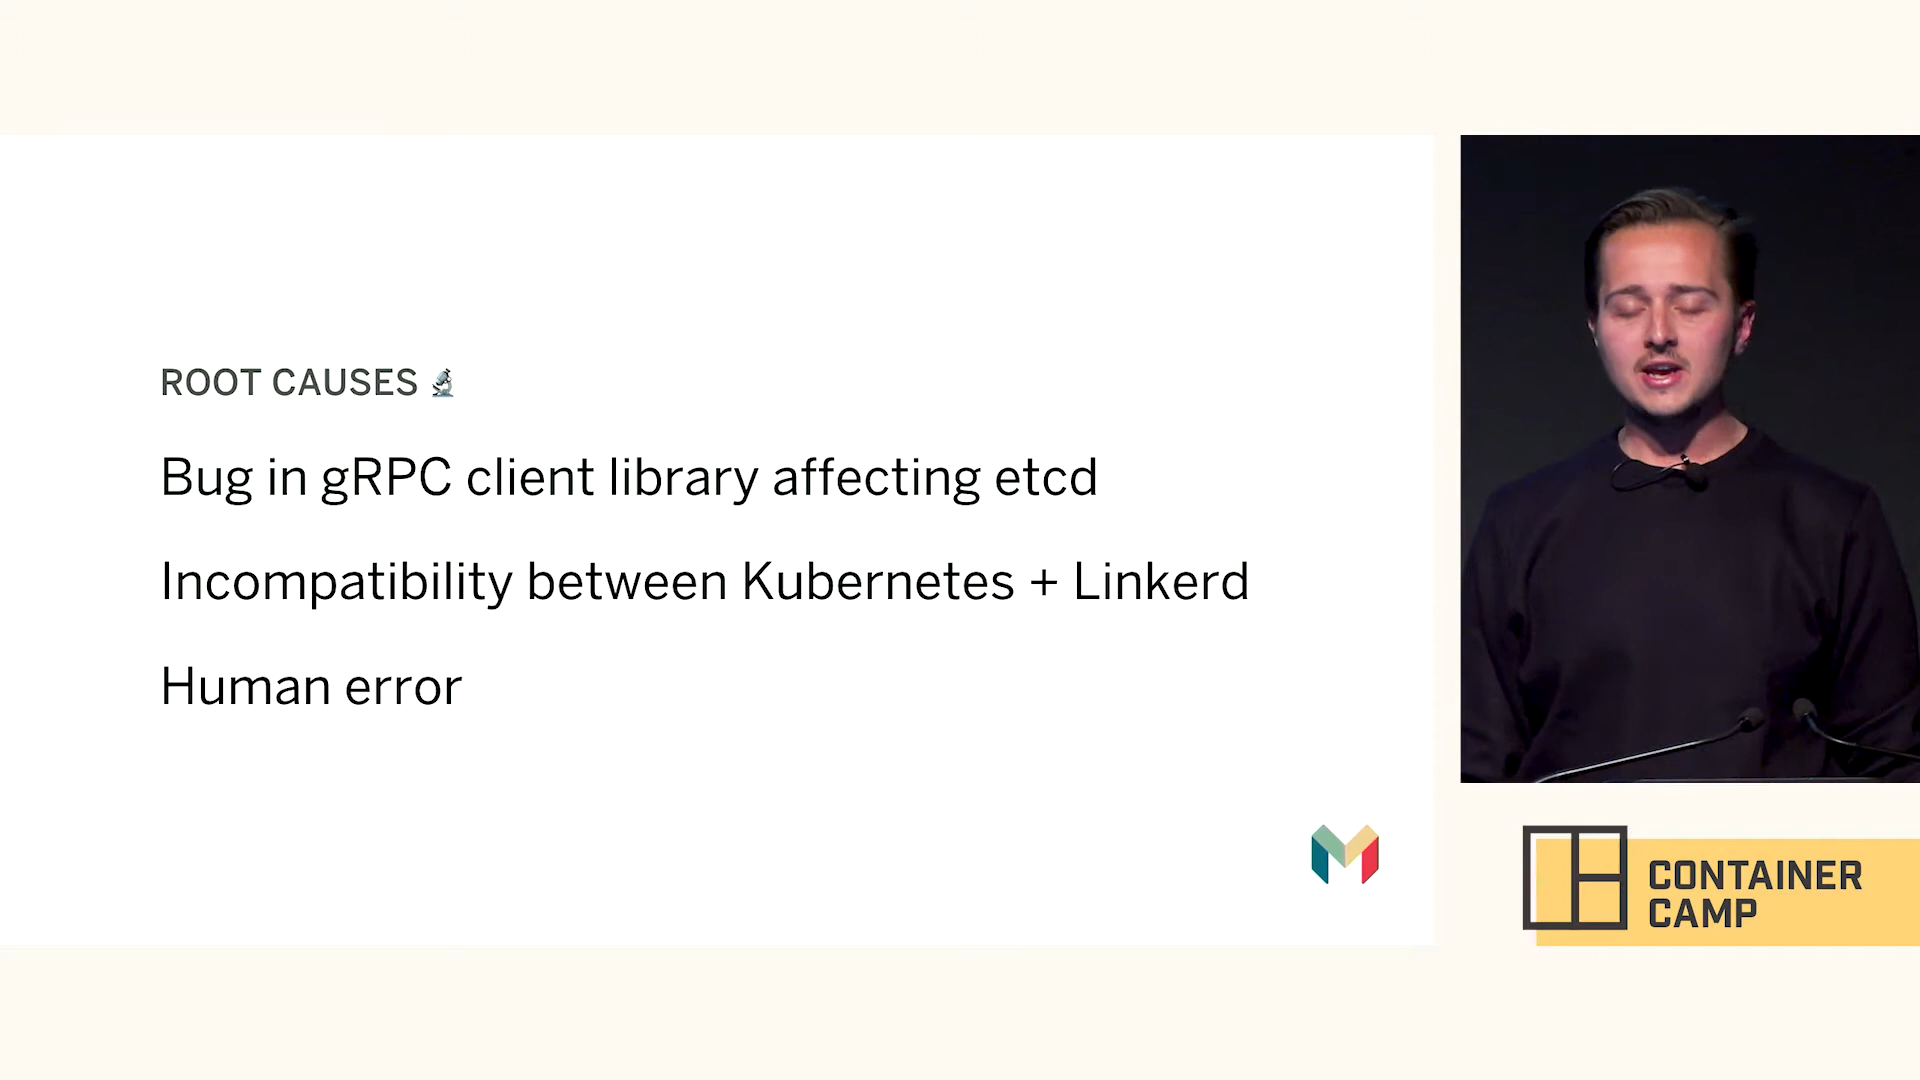 ROOT CAUSES 🔬
Bug in gRPC client library affecting etcd
Incompatibility between Kubernetes + Linkerd
Human error
CONTAINER
CAMP